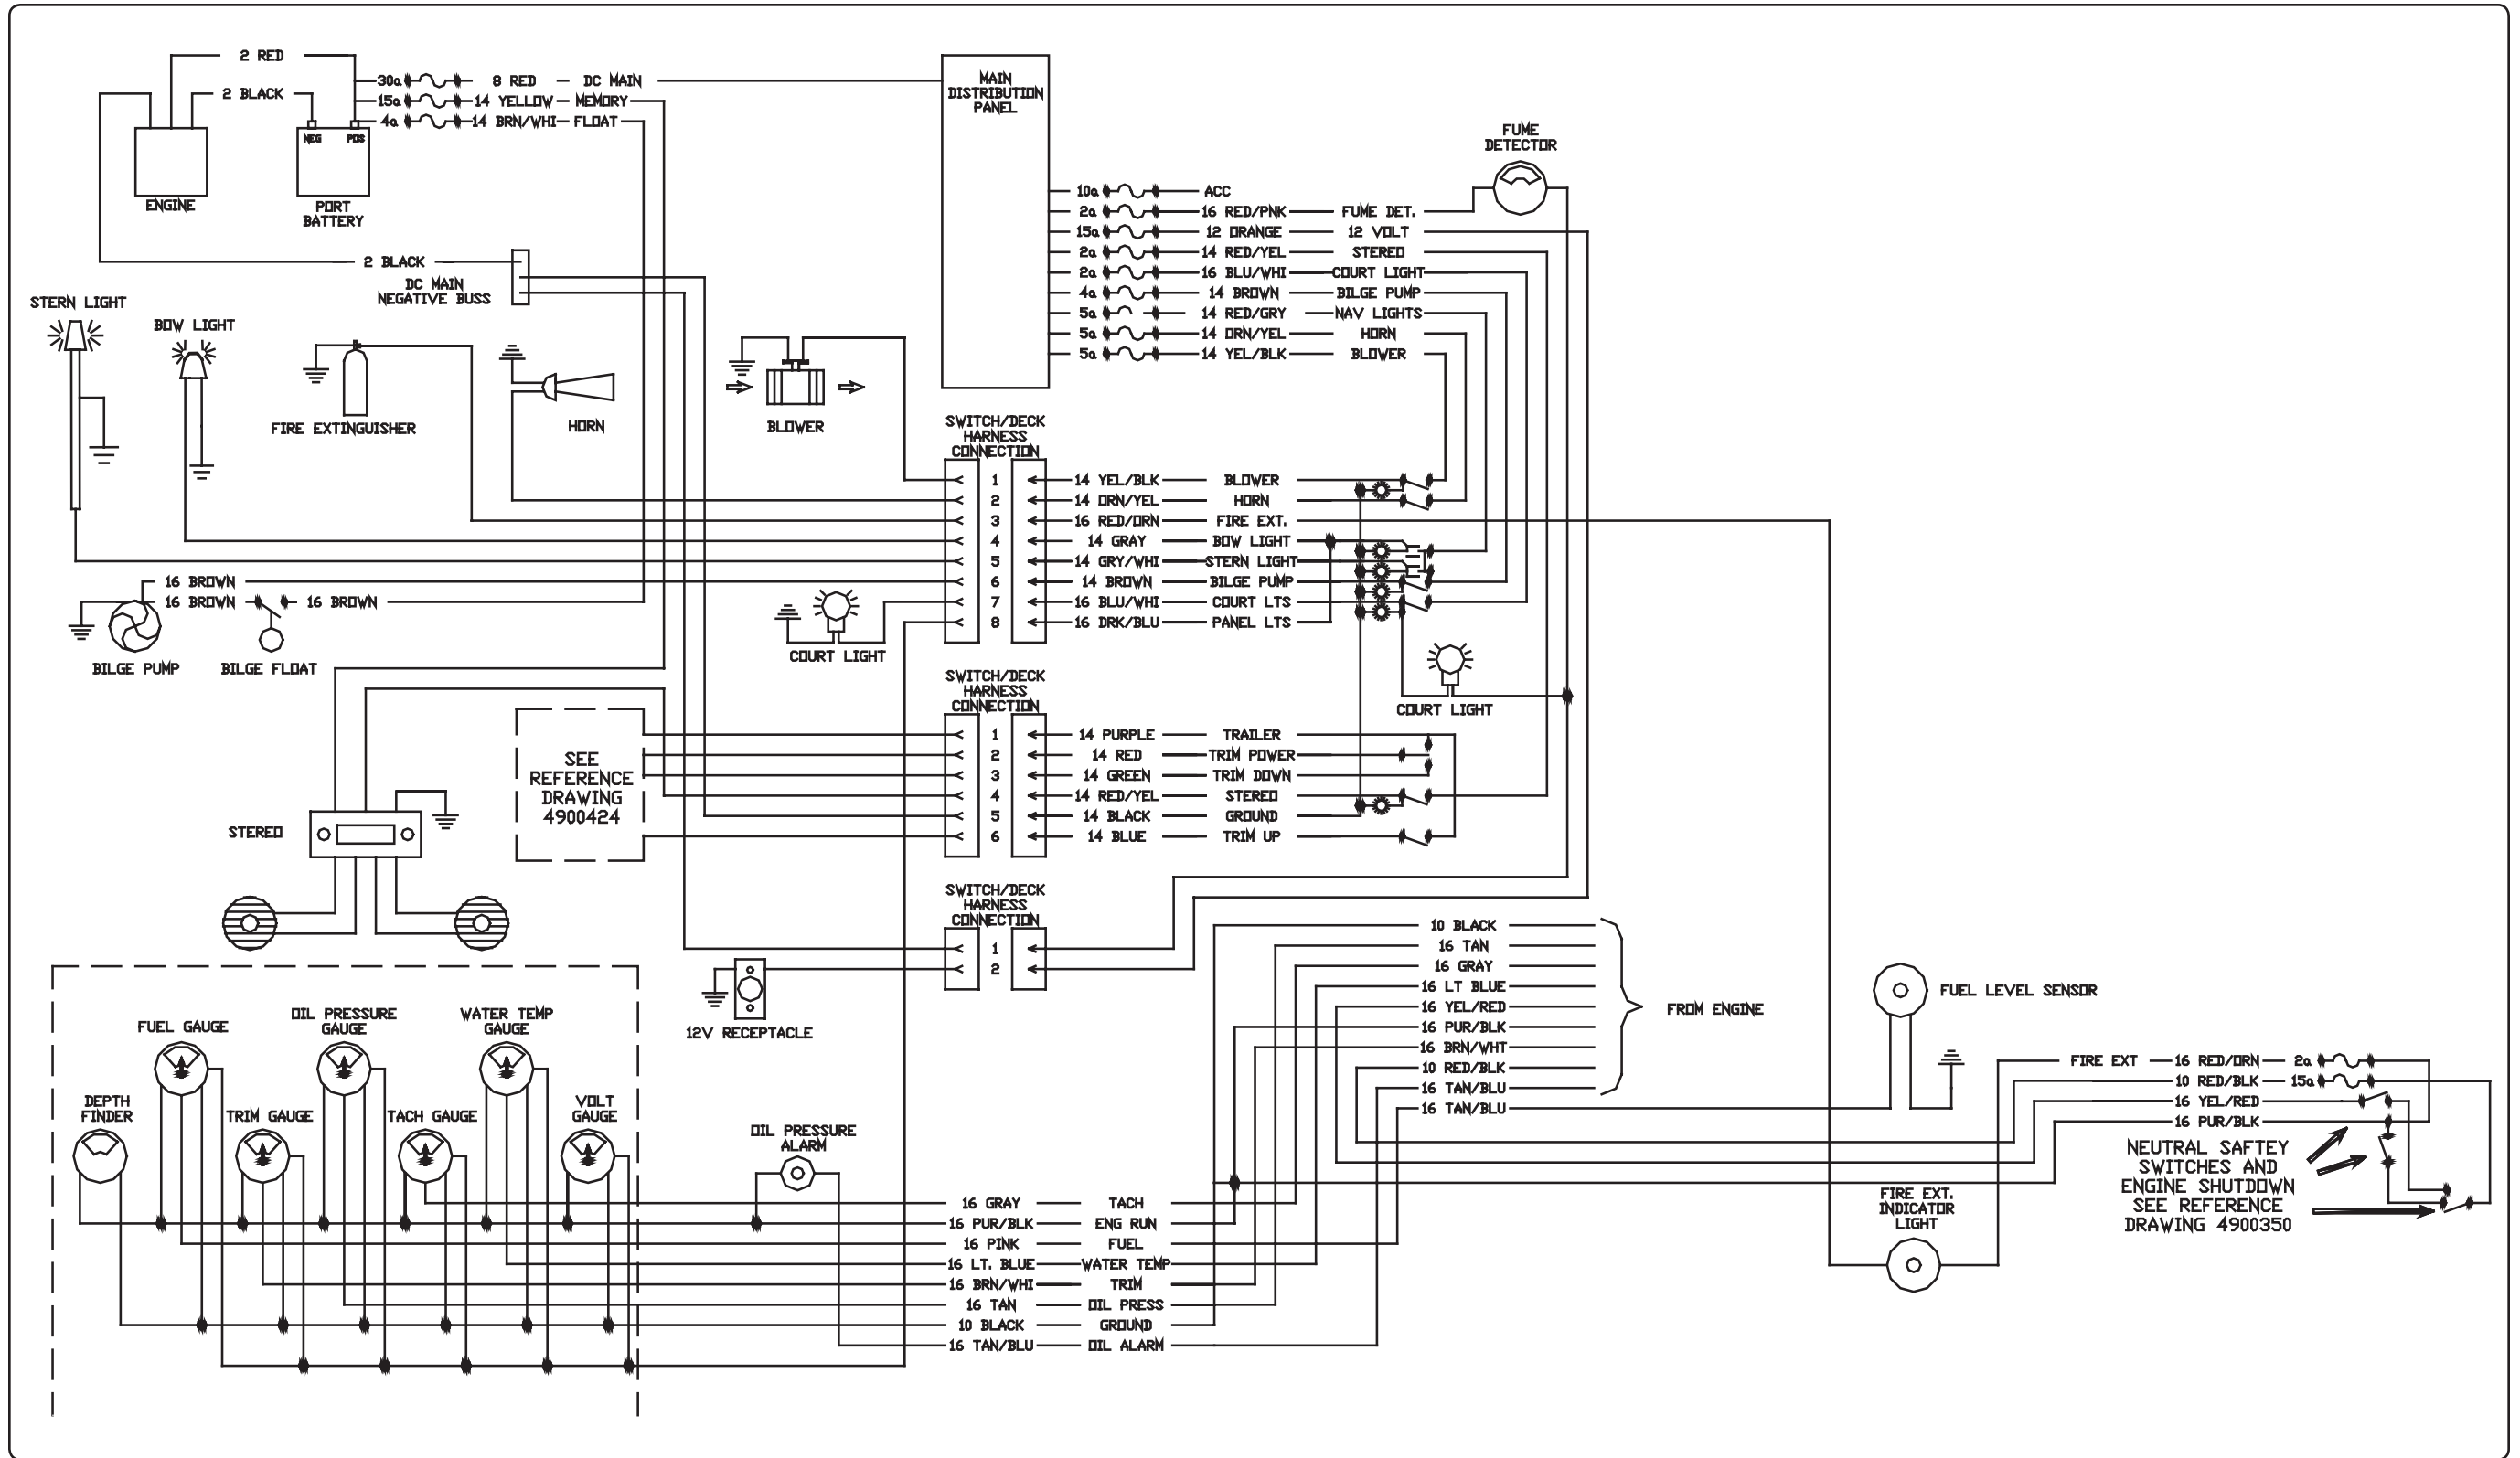 2 RED
2 BLACK
30a 8 RED DC MAIN
15a 14 YELLOW MEMORY
4a 14 BRN/WHI FLOAT
NEG POS
ENGINE
PORT
BATTERY
2 BLACK
DC MAIN
NEGATIVE BUSS
MAIN
DISTRIBUTION
PANEL
FUME
DETECTOR
10a ACC
2a 16 RED/PNK FUME DET.
15a 12 ORANGE 12 VOLT
2a 14 RED/YEL STEREO
2a 16 BLU/WHI COURT LIGHT
4a 14 BROWN BILGE PUMP
5a 14 RED/GRY NAV LIGHTS
5a 14 ORN/YEL HORN
5a 14 YEL/BLK BLOWER
STERN LIGHT
BOW LIGHT
FIRE EXTINGUISHER
HORN
BLOWER
SWITCH/DECK
HARNESS
CONNECTION
1 14 YEL/BLK BLOWER
2 14 ORN/YEL HORN
3 16 RED/ORN FIRE EXT.
4 14 GRAY BOW LIGHT
5 14 GRY/WHI STERN LIGHT
6 14 BROWN BILGE PUMP
7 16 BLU/WHI COURT LTS
8 16 DRK/BLU PANEL LTS
16 BROWN
16 BROWN 16 BROWN
BILGE PUMP
BILGE FLOAT
COURT LIGHT
COURT LIGHT
SWITCH/DECK
HARNESS
CONNECTION
1 14 PURPLE TRAILER
2 14 RED TRIM POWER
3 14 GREEN TRIM DOWN
4 14 RED/YEL STEREO
5 14 BLACK GROUND
6 14 BLUE TRIM UP
SEE
REFERENCE
DRAWING
4900424
STEREO
SWITCH/DECK
HARNESS
CONNECTION
1
2
12V RECEPTACLE
10 BLACK
16 TAN
16 GRAY
16 LT BLUE
16 YEL/RED
16 PUR/BLK
16 BRN/WHT
10 RED/BLK
16 TAN/BLU
16 TAN/BLU
FROM ENGINE
FUEL LEVEL SENSOR
FIRE EXT 16 RED/ORN 2a
10 RED/BLK 15a
16 YEL/RED
16 PUR/BLK
NEUTRAL SAFTEY
SWITCHES AND
ENGINE SHUTDOWN
SEE REFERENCE
DRAWING 4900350
FIRE EXT.
INDICATOR
LIGHT
FUEL GAUGE
OIL PRESSURE
GAUGE
WATER TEMP
GAUGE
DEPTH
FINDER
TRIM GAUGE
TACH GAUGE
VOLT
GAUGE
OIL PRESSURE
ALARM
16 GRAY TACH
16 PUR/BLK ENG RUN
16 PINK FUEL
16 LT. BLUE WATER TEMP
16 BRN/WHI TRIM
16 TAN OIL PRESS
10 BLACK GROUND
16 TAN/BLU OIL ALARM